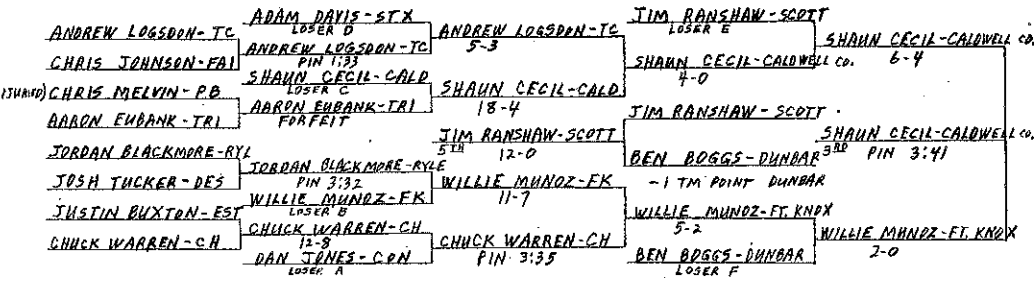 ANDREW LOGSDON-TC
CHRIS JOHNSON-FAI
(INJURED) CHRIS MELVIN-PB
AARON EUBANK-TRI
JORDAN BLACKMORE-RYL
JOSH TUCKER-DES
JUSTIN BUXTON-EST
CHUCK WARREN-CH
ADAM DAVIS-STX
LOSER D
ANDREW LOGSDON-TC
PIN 1:33
SHAUN CECIL-CALD
LOSER C
AARON EUBANK-TRI
FORFEIT
JORDAN BLACKMORE-RYLE
PIN 3:32
WILLIE MUNOZ-FK
LOSER B
CHUCK WARREN-CH
12-8
DAN JONES-CON
LOSER A
ANDREW LOGSDON-TC
5-3
SHAUN CECIL-CALD
18-4
JIM RANSHAW-SCOTT
5TH 12-0
WILLIE MUNOZ-FK
11-7
CHUCK WARREN-CH
PIN 3:35
JIM RANSHAW-SCOTT
LOSER E
SHAUN CECIL-CALDWELL CO.
4-0
JIM RANSHAW-SCOTT
BEN BOGGS-DUNBAR
-1 TM POINT DUNBAR
WILLIE MUNOZ-FT. KNOX
5-2
BEN BOGGS-DUNBAR
LOSER F
SHAUN CECIL-CALDWELL CO.
6-4
SHAUN CECIL-CALDWELL CO.
3RD PIN 3:41
WILLIE MUNOZ-FT. KNOX
2-0